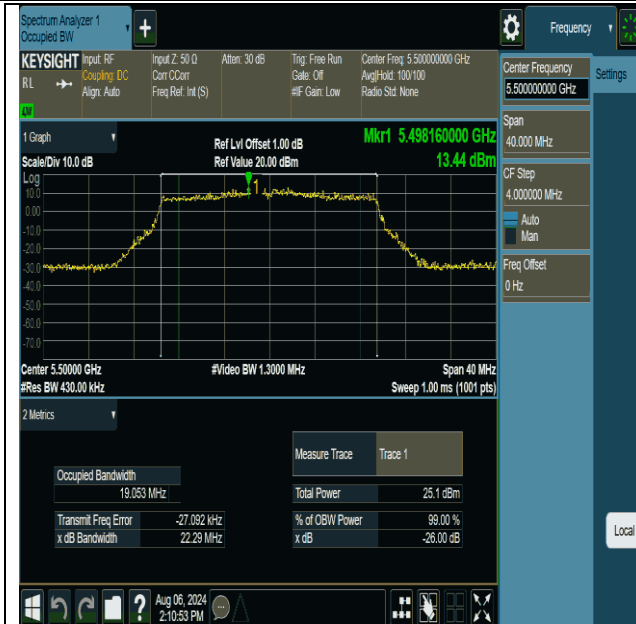 Spectrum Analyzer 1
Occupied BW
+
Frequency
KEYSIGHT
RL
Input: RF
Coupling: DC
Align: Auto
Input Z: 50 Ω
Corr CCorr
Freq Ref: Int (S)
Atten: 30 dB
Trig: Free Run
Gate: Off
#IF Gain: Low
Center Freq: 5.500000000 GHz
Avg|Hold: 100/100
Radio Std: None
Center Frequency
5.500000000 GHz
Settings
Span
40.000 MHz
CF Step
4.000000 MHz
Auto
Man
Freq Offset
0 Hz
Local
1 Graph
Scale/Div 10.0 dB
Ref Lvl Offset 1.00 dB
Ref Value 20.00 dBm
Mkr1 5.498160000 GHz
13.44 dBm
Log
10.0
0.00
-10.0
-20.0
-30.0
-40.0
-50.0
-60.0
-70.0
1
Center 5.50000 GHz
#Res BW 430.00 kHz
#Video BW 1.3000 MHz
Span 40 MHz
Sweep 1.00 ms (1001 pts)
2 Metrics
Measure Trace Trace 1
Occupied Bandwidth
19.053 MHz
Total Power 25.1 dBm
Transmit Freq Error -27.092 kHz
% of OBW Power 99.00 %
x dB Bandwidth 22.29 MHz
x dB -26.00 dB
?
Aug 06, 2024
2:10:53 PM